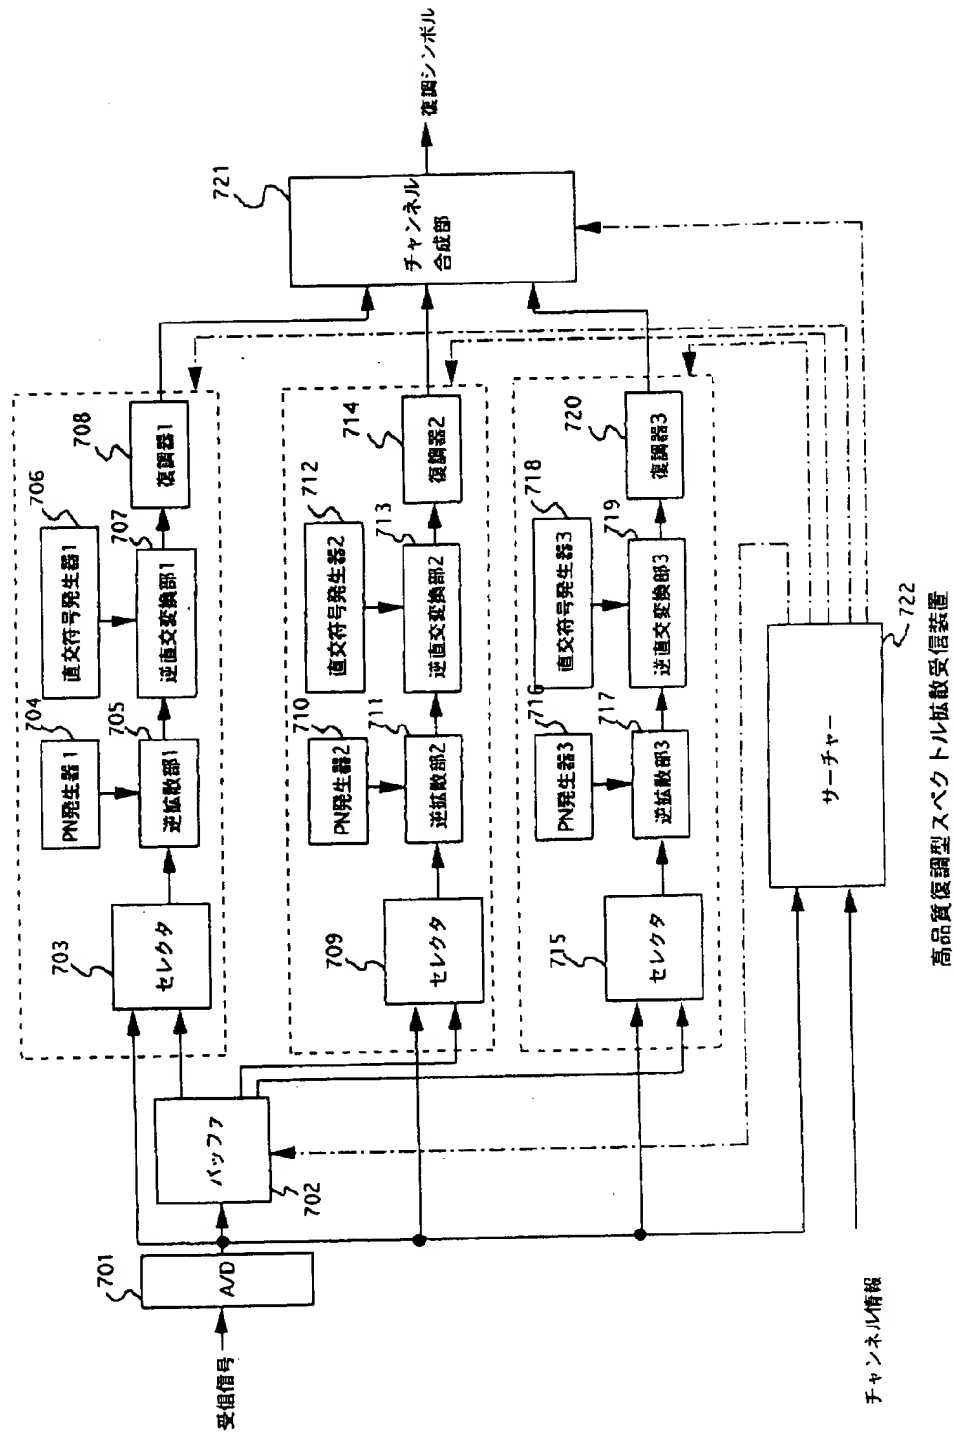 受信信号
701
A/D
702
バッファ
703
セレクタ
704
PN発生器1
705
逆拡散部1
706
直交符号発生器1
707
逆直交変換部1
708
復調器1
709
セレクタ
710
PN発生器2
711
逆拡散部2
712
直交符号発生器2
713
逆直交変換部2
714
復調器2
715
セレクタ
716
PN発生器3
717
逆拡散部3
718
直交符号発生器3
719
逆直交変換部3
720
復調器3
721
チャンネル
合成部
復調シンボル
チャンネル情報
サーチャー
722
高品質復調型スペクトル拡散受信装置